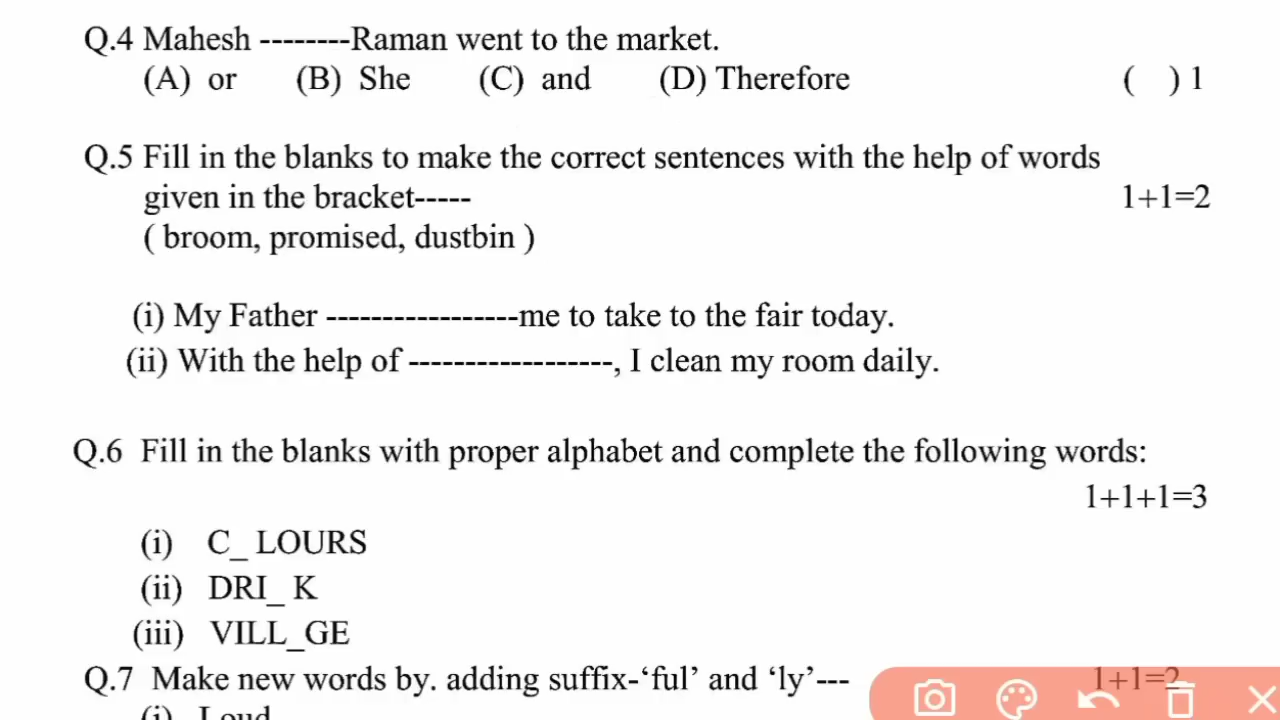 Q.4 Mahesh --------Raman went to the market.
(A) or (B) She (C) and (D) Therefore ( ) 1
Q.5 Fill in the blanks to make the correct sentences with the help of words
given in the bracket----- 1+1=2
( broom, promised, dustbin )
(i) My Father -----------------me to take to the fair today.
(ii) With the help of ------------------, I clean my room daily.
Q.6 Fill in the blanks with proper alphabet and complete the following words:
1+1+1=3
(i) C_ LOURS
(ii) DRI_ K
(iii) VILL_GE
Q.7 Make new words by. adding suffix-‘ful’ and ‘ly’--- 1+1=2
(i) Loud